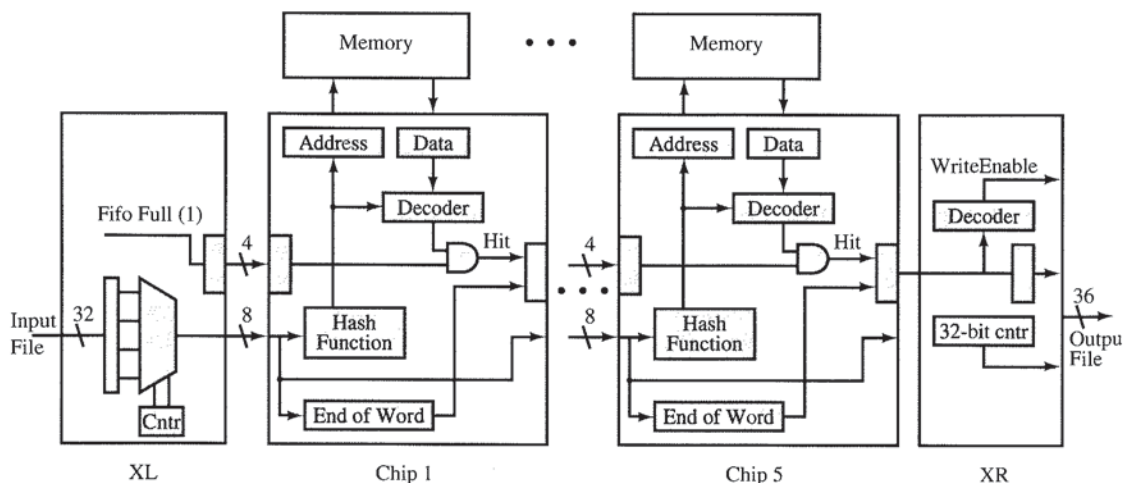 Memory
• • •
Memory
Address
Data
Address
Data
WriteEnable
Fifo Full (1)
Decoder
Decoder
Decoder
4
Hit
4
Hit
• • •
Input
File
32
8
Hash
Function
8
Hash
Function
32-bit cntr
36
Outpu
File
Cntr
End of Word
End of Word
XL
Chip 1
Chip 5
XR